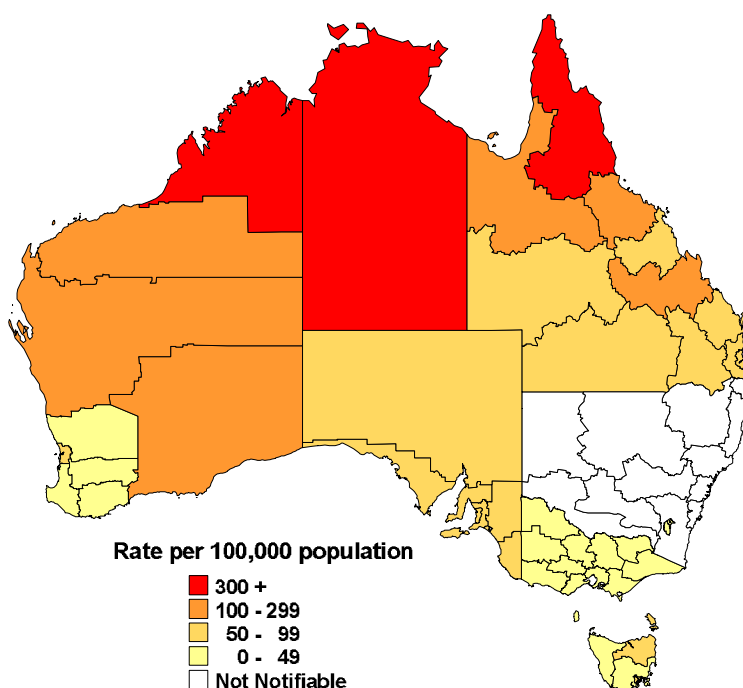 Rate per 100,000 population
300 +
100 - 299
50 - 99
0 - 49
Not Notifiable